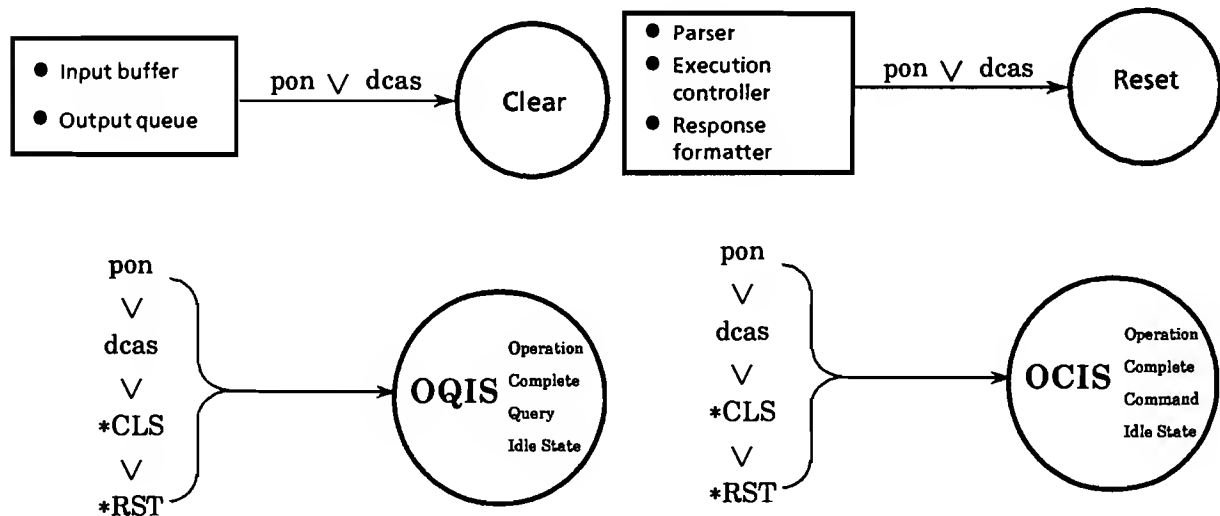 ● Input buffer
● Output queue
pon ∨ dcas
Clear
● Parser
● Execution
controller
● Response
formatter
pon ∨ dcas
Reset
pon
∨
dcas
∨
*CLS
∨
*RST
OQIS
Operation
Complete
Query
Idle State
pon
∨
dcas
∨
*CLS
∨
*RST
OCIS
Operation
Complete
Command
Idle State